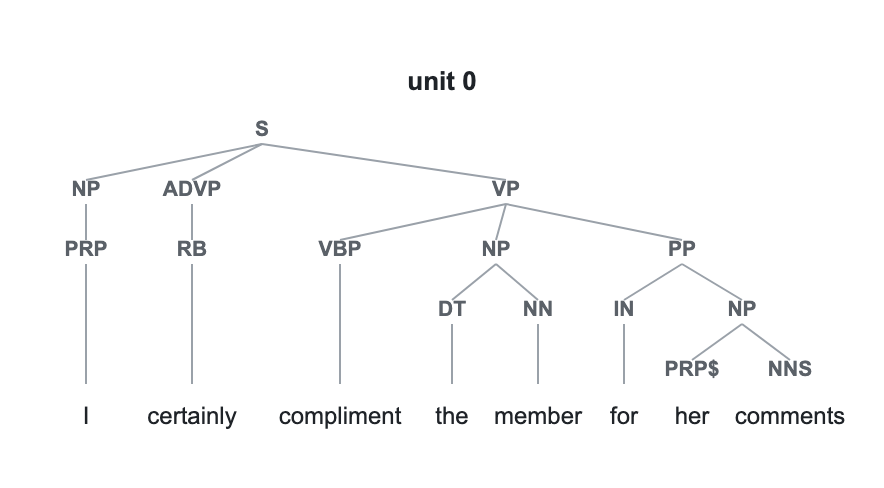 unit 0
S
NP ADVP VP
PRP RB VBP NP PP
DT NN IN NP
PRP$ NNS
I certainly compliment the member for her comments